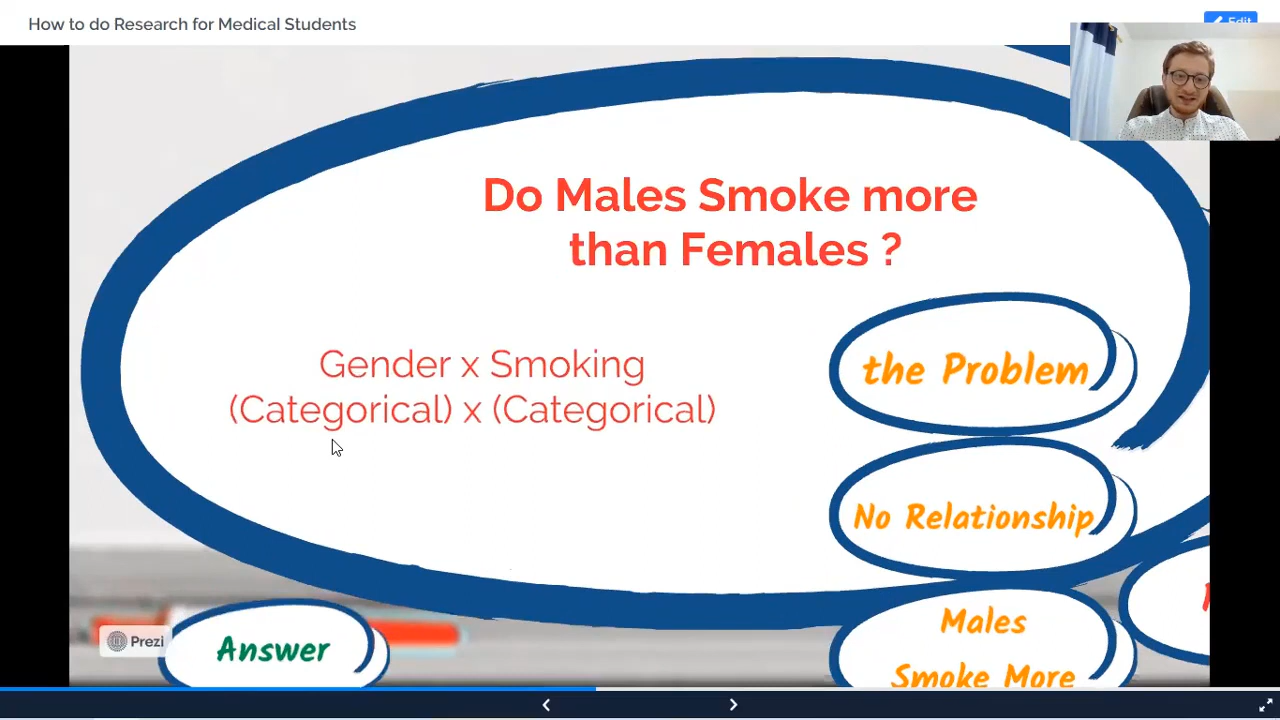 How to do Research for Medical Students
Edit
Do Males Smoke more
than Females ?
Gender x Smoking
(Categorical) x (Categorical)
the Problem
No Relationship
Males
Smoke More
Answer
Prezi